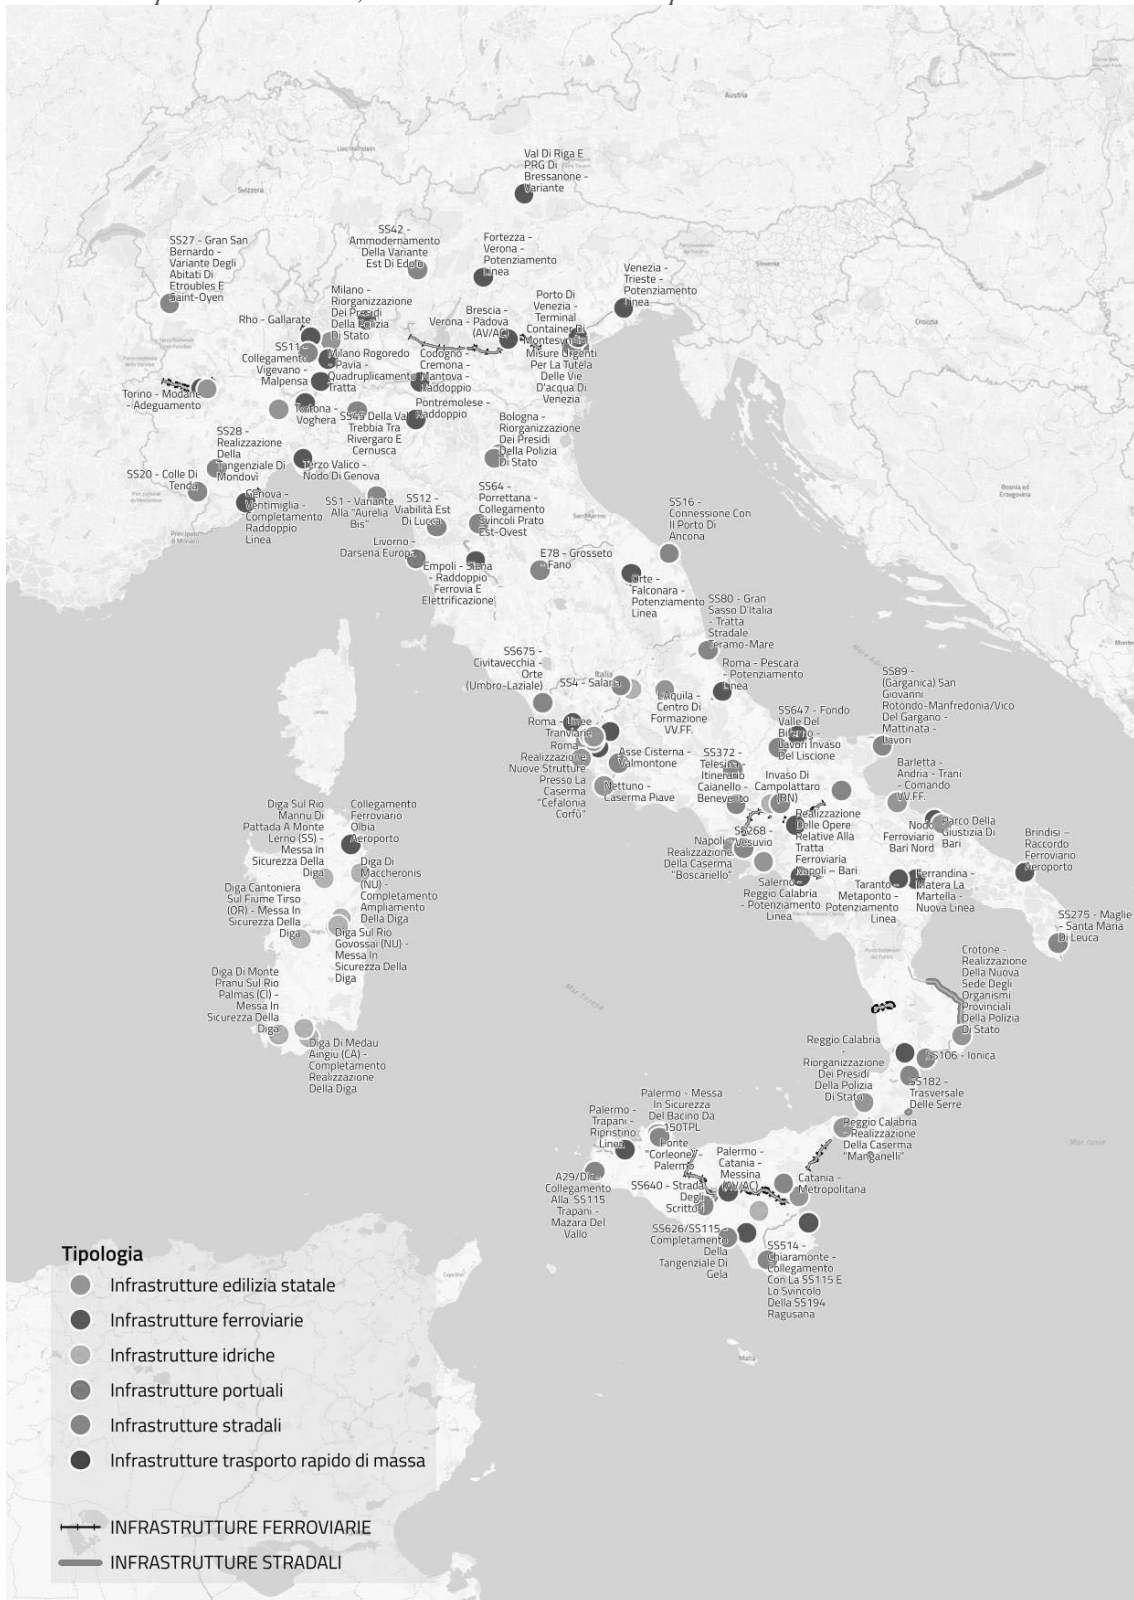 Austria
Liechtenstein
Svizzera
Slovenia
Croazia
Bosnia ed
Erzegovina
San Marino
Principato
di Monaco
Italia
Mar Tirreno
Mar Ionio
Malta
Val Di Riga E
PRG Di
Bressanone -
Variante
SS42 -
Ammodernamento
Della Variante
Est Di Edolo
Fortezza -
Verona -
Potenziamento
Linea
SS27 - Gran San
Bernardo -
Variante Degli
Abitati Di
Etroubles E
Saint-Oyen
Venezia -
Trieste -
Potenziamento
Linea
Milano -
Riorganizzazione
Dei Presidi
Della Polizia
Di Stato
Porto Di
Venezia -
Terminal
Container Di
Montesyndial
Rho - Gallarate
Brescia -
Verona - Padova
(AV/AC)
SS11 -
Collegamento
Vigevano -
Malpensa
Milano Rogoredo
- Pavia -
Quadruplicamento
Tratta
Codogno -
Cremona -
Mantova -
Raddoppio
Misure Urgenti
Per La Tutela
Delle Vie
D'acqua Di
Venezia
Torino - Modane
- Adeguamento
Tortona -
Voghera
SS45 Della Val
Trebbia Tra
Rivergaro E
Cernusca
Pontremolese -
Raddoppio
Bologna -
Riorganizzazione
Dei Presidi
Della Polizia
Di Stato
SS28 -
Realizzazione
Della
Tangenziale Di
Mondovì
SS20 - Colle Di
Tenda
Terzo Valico -
Nodo Di Genova
Genova -
Ventimiglia -
Completamento
Raddoppio
Linea
SS1 - Variante
Alla "Aurelia
Bis"
SS12 -
Viabilità Est
Di Lucca
SS64 -
Porrettana -
Collegamento
Svincoli Prato
Est-Ovest
SS16 -
Connessione Con
Il Porto Di
Ancona
Livorno -
Darsena Europa
Empoli - Siena
- Raddoppio
Ferrovia E
Elettrificazione
E78 - Grosseto
- Fano
Orte -
Falconara -
Potenziamento
Linea
SS80 - Gran
Sasso D'Italia
- Tratta
Stradale
Teramo-Mare
SS675 -
Civitavecchia -
Orte
(Umbro-Laziale)
SS4 - Salaria
L'Aquila -
Centro Di
Formazione
VV.FF.
Roma - Pescara
- Potenziamento
Linea
SS89 -
(Garganica) San
Giovanni
Rotondo-Manfredonia/Vico
Del Gargano -
Mattinata -
Lavori
Roma - Linee
Tranviarie
Roma -
Realizzazione
Nuove Strutture
Presso La
Caserma
"Cefalonia
Corfù"
Asse Cisterna -
Valmontone
Nettuno -
Caserma Piave
SS647 - Fondo
Valle Del
Biferno -
Lavori Invaso
Del Liscione
SS372 -
Telesina -
Itinerario
Caianello -
Benevento
Invaso Di
Campolattaro
(BN)
Barletta -
Andria - Trani
- Comando
VV.FF.
Realizzazione
Delle Opere
Relative Alla
Tratta
Ferroviaria
Napoli – Bari
Nodo
Ferroviario
Bari Nord
Parco Della
Giustizia Di
Bari
Brindisi –
Raccordo
Ferroviario
Aeroporto
SS268 -
Vesuvio
Napoli -
Realizzazione
Della Caserma
"Boscariello"
Salerno -
Reggio Calabria
- Potenziamento
Linea
Taranto -
Metaponto -
Potenziamento
Linea
Ferrandina -
Matera La
Martella -
Nuova Linea
SS275 - Maglie
- Santa Maria
Di Leuca
Diga Sul Rio
Mannu Di
Pattada A Monte
Lerno (SS) -
Messa In
Sicurezza Della
Diga
Collegamento
Ferroviario
Olbia
Aeroporto
Diga Di
Maccheronis
(NU) -
Completamento
Ampliamento
Della Diga
Diga Cantoniera
Sul Fiume Tirso
(OR) - Messa In
Sicurezza Della
Diga
Diga Sul Rio
Govossai (NU) -
Messa In
Sicurezza Della
Diga
Diga Di Monte
Pranu Sul Rio
Palmas (CI) -
Messa In
Sicurezza Della
Diga
Diga Di Medau
Aingiu (CA) -
Completamento
Realizzazione
Della Diga
Crotone -
Realizzazione
Della Nuova
Sede Degli
Organismi
Provinciali
Della Polizia
Di Stato
SS106 - Ionica
Reggio Calabria
-
Riorganizzazione
Dei Presidi
Della Polizia
Di Stato
SS182 -
Trasversale
Delle Serre
Reggio Calabria
- Realizzazione
Della Caserma
"Manganelli"
Palermo - Messa
In Sicurezza
Del Bacino Da
150TPL
Palermo -
Trapani -
Ripristino
Linea
Ponte
"Corleone" -
Palermo
Palermo -
Catania -
Messina
(AV/AC)
Catania -
Metropolitana
A29/Dir -
Collegamento
Alla SS115
Trapani -
Mazara Del
Vallo
SS640 - Strada
Degli
Scrittori
SS626/SS115 -
Completamento
Della
Tangenziale Di
Gela
SS514 -
Chiaramonte -
Collegamento
Con La SS115 E
Lo Svincolo
Della SS194
Ragusana
Tipologia
Infrastrutture edilizia statale
Infrastrutture ferroviarie
Infrastrutture idriche
Infrastrutture portuali
Infrastrutture stradali
Infrastrutture trasporto rapido di massa
INFRASTRUTTURE FERROVIARIE
INFRASTRUTTURE STRADALI